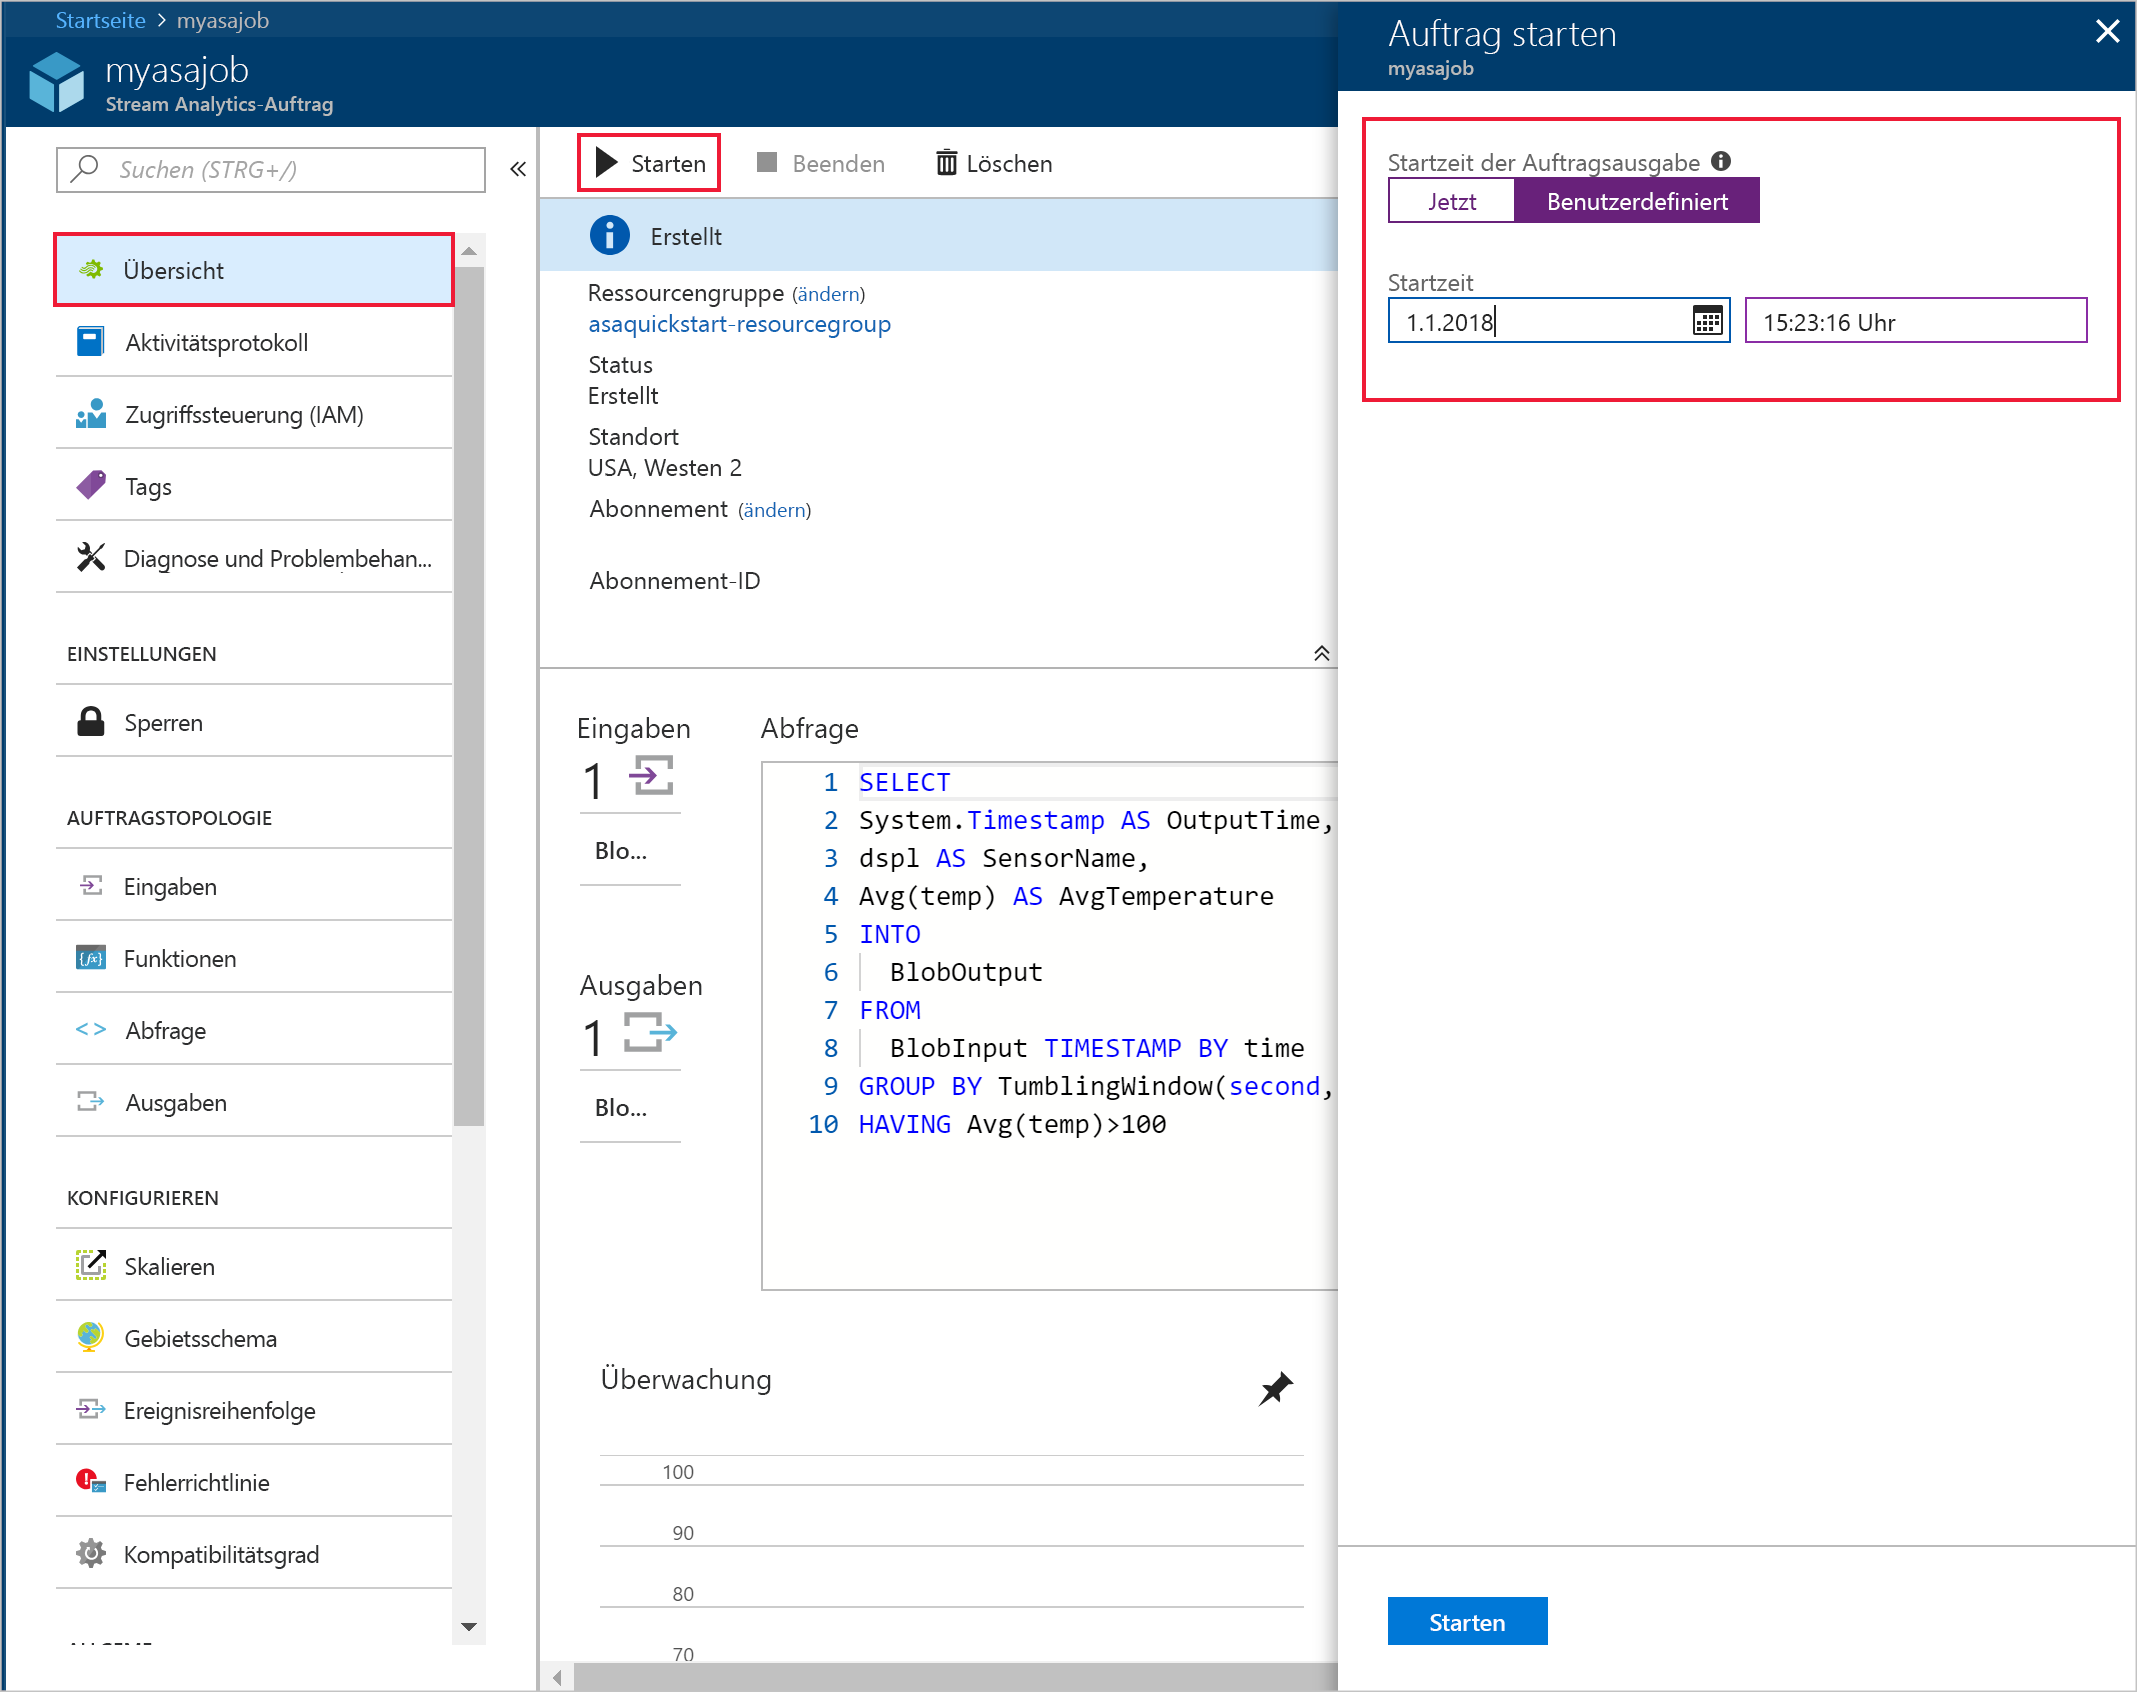 Startseite > myasajob
myasajob
Stream Analytics-Auftrag
Suchen (STRG+/)
Übersicht
Aktivitätsprotokoll
Zugriffssteuerung (IAM)
Tags
Diagnose und Problembehan...
EINSTELLUNGEN
Sperren
AUFTRAGSTOPOLOGIE
Eingaben
Funktionen
Abfrage
Ausgaben
KONFIGURIEREN
Skalieren
Gebietsschema
Ereignisreihenfolge
Fehlerrichtlinie
Kompatibilitätsgrad
Starten
Beenden
Löschen
Erstellt
Ressourcengruppe (ändern)
asaquickstart-resourcegroup
Status
Erstellt
Standort
USA, Westen 2
Abonnement (ändern)
Abonnement-ID
Eingaben
1
Blo...
Ausgaben
1
Blo...
Abfrage
1 SELECT
2 System.Timestamp AS OutputTime,
3 dspl AS SensorName,
4 Avg(temp) AS AvgTemperature
5 INTO
6 BlobOutput
7 FROM
8 BlobInput TIMESTAMP BY time
9 GROUP BY TumblingWindow(second,
10 HAVING Avg(temp)>100
Überwachung
100
90
80
70
Auftrag starten
myasajob
Startzeit der Auftragsausgabe
Jetzt Benutzerdefiniert
Startzeit
1.1.2018 15:23:16 Uhr
Starten